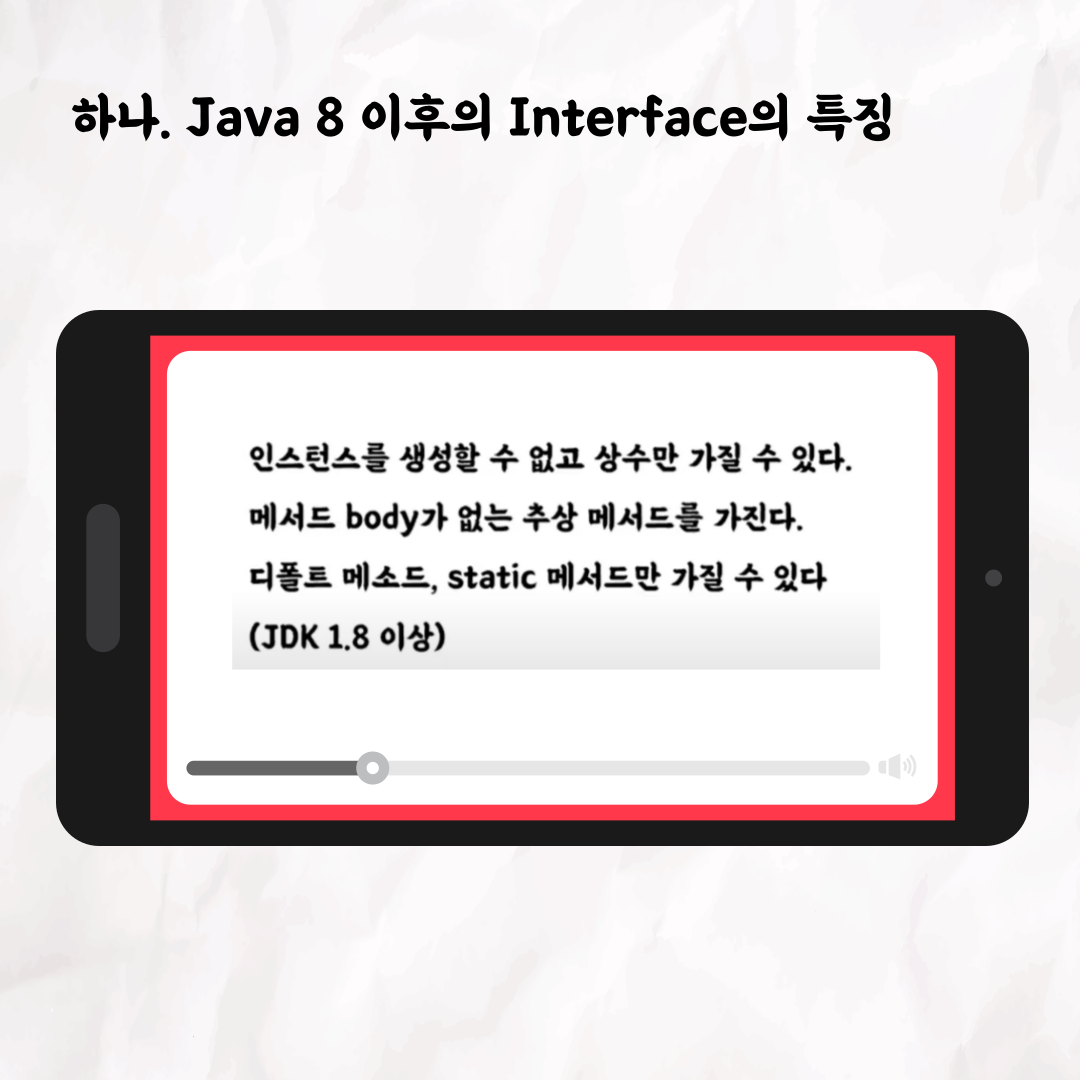 하나. Java 8 이후의 Interface의 특징
인스턴스를 생성할 수 없고 상수만 가질 수 있다.
메서드 body가 없는 추상 메서드를 가진다.
디폴트 메소드, static 메서드만 가질 수 있다
(JDK 1.8 이상)